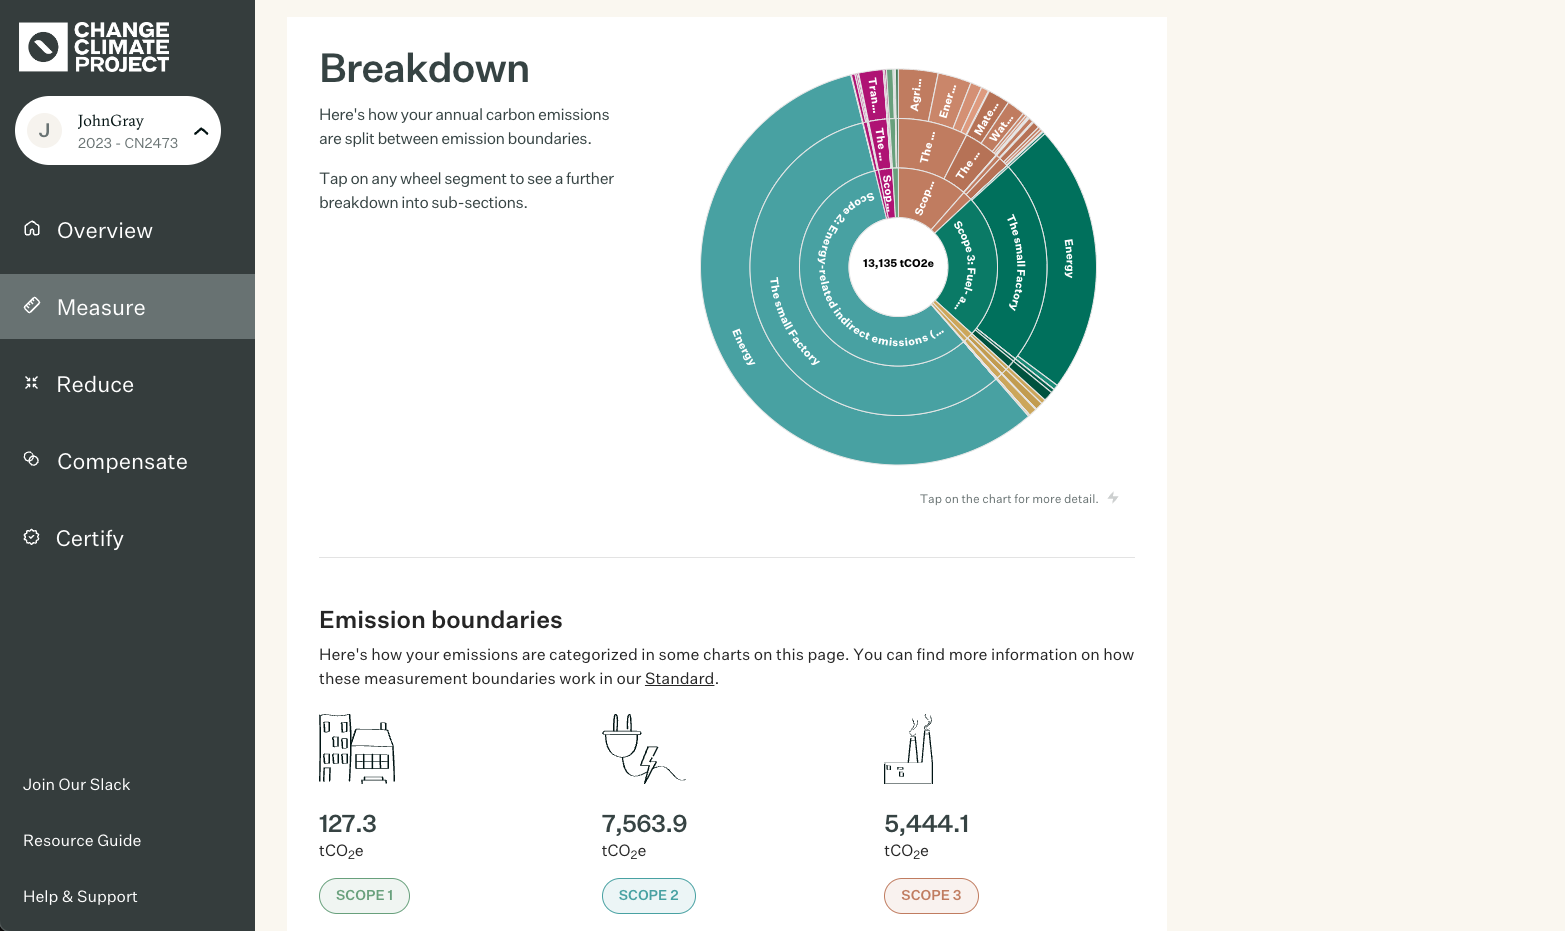 CHANGE
CLIMATE
PROJECT
J
JohnGray
2023 - CN2473
Overview
Measure
Reduce
Compensate
Certify
Join Our Slack
Resource Guide
Help & Support
Breakdown
Here's how your annual carbon emissions
are split between emission boundaries.
Tap on any wheel segment to see a further
breakdown into sub-sections.
Tran...
The ...
Scop...
Agri...
Ener...
Mate...
Wat...
The ...
The ...
Scop...
Scope 3: Fuel- a...
The small Factory
Energy
Scope 2: Energy-related indirect emissions (...
The small Factory
Energy
13,135 tCO2e
Tap on the chart for more detail.
Emission boundaries
Here's how your emissions are categorized in some charts on this page. You can find more information on how
these measurement boundaries work in our Standard.
127.3
tCO₂e
SCOPE 1
7,563.9
tCO₂e
SCOPE 2
5,444.1
tCO₂e
SCOPE 3